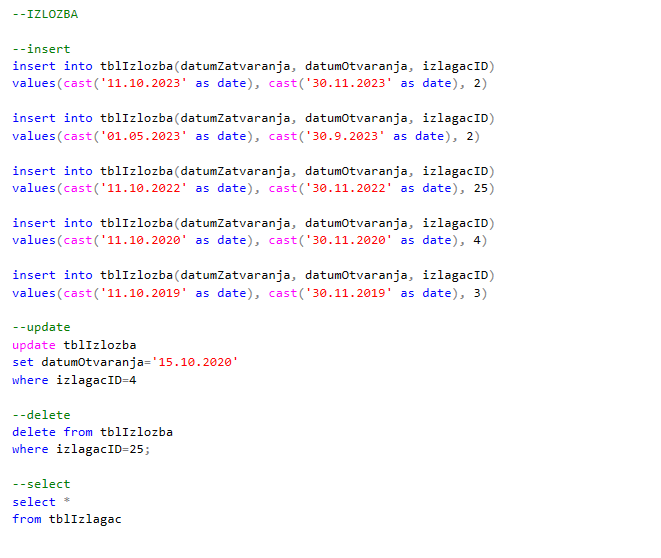 --IZLOZBA
--insert
insert into tblIzlozba(datumZatvaranja, datumOtvaranja, izlagacID)
values(cast('11.10.2023' as date), cast('30.11.2023' as date), 2)
insert into tblIzlozba(datumZatvaranja, datumOtvaranja, izlagacID)
values(cast('01.05.2023' as date), cast('30.9.2023' as date), 2)
insert into tblIzlozba(datumZatvaranja, datumOtvaranja, izlagacID)
values(cast('11.10.2022' as date), cast('30.11.2022' as date), 25)
insert into tblIzlozba(datumZatvaranja, datumOtvaranja, izlagacID)
values(cast('11.10.2020' as date), cast('30.11.2020' as date), 4)
insert into tblIzlozba(datumZatvaranja, datumOtvaranja, izlagacID)
values(cast('11.10.2019' as date), cast('30.11.2019' as date), 3)
--update
update tblIzlozba
set datumOtvaranja='15.10.2020'
where izlagacID=4
--delete
delete from tblIzlozba
where izlagacID=25;
--select
select *
from tblIzlagac